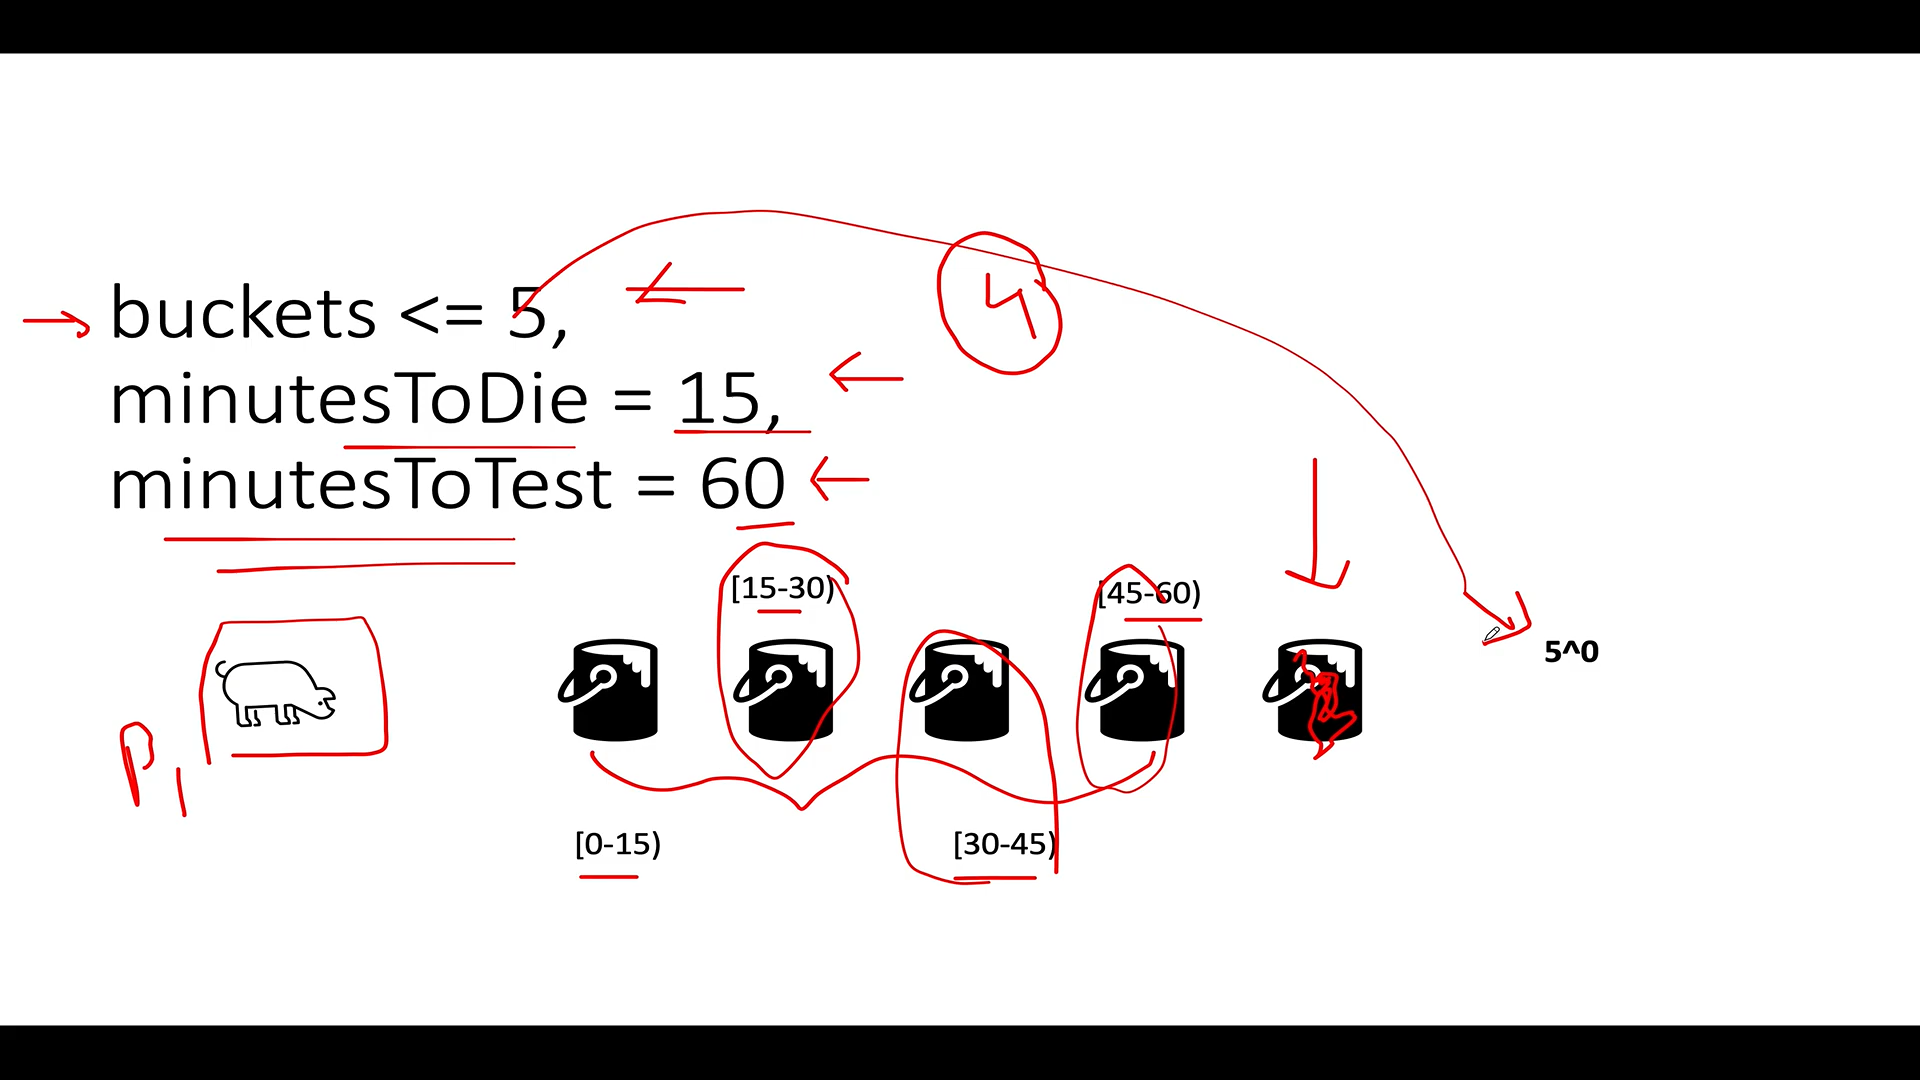 buckets <= 5,
4
minutesToDie = 15,
minutesToTest = 60
[15-30)
[45-60)
5^0
P1
[0-15)
[30-45)